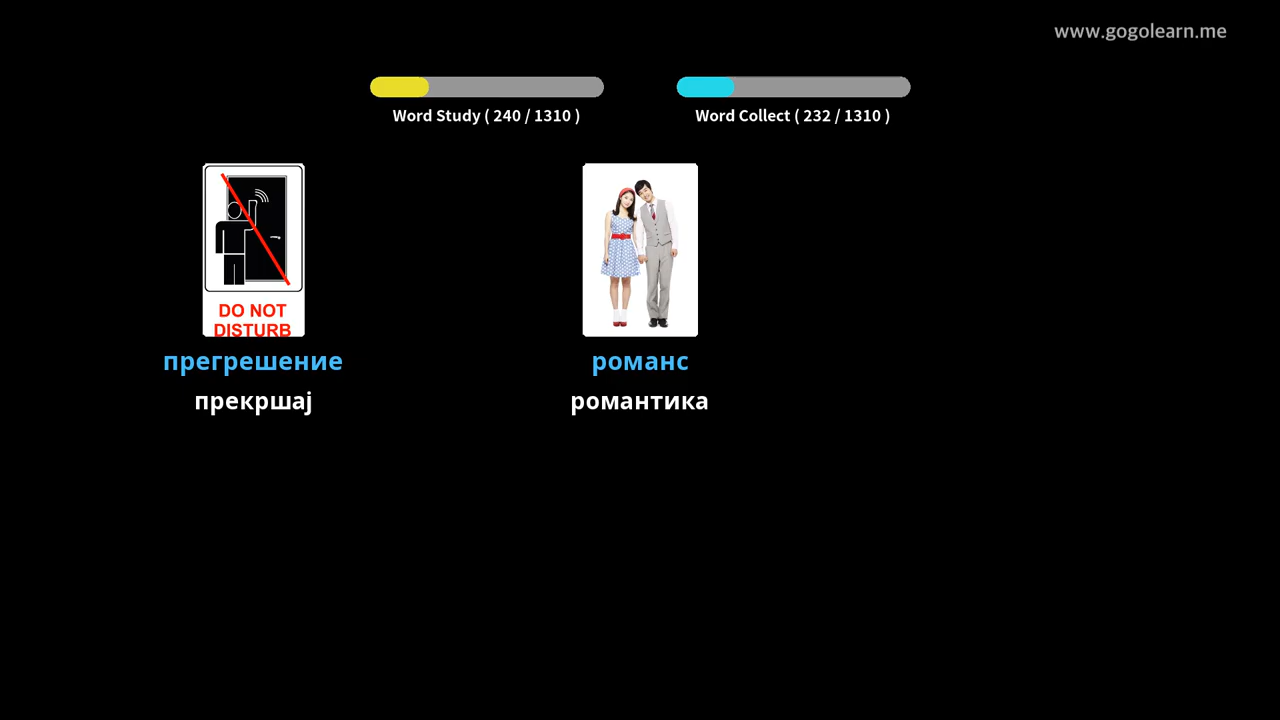 www.gogolearn.me
Word Study ( 240 / 1310 )
Word Collect ( 232 / 1310 )
DO NOT
DISTURB
прегрешение
прекршај
романс
романтика